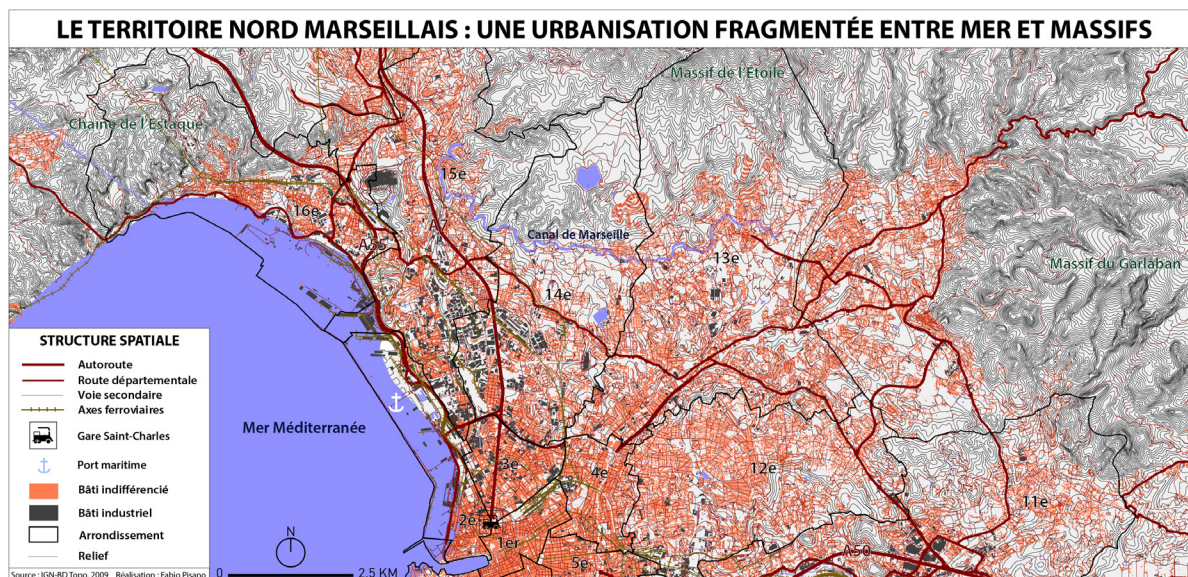 LE TERRITOIRE NORD MARSEILLAIS : UNE URBANISATION FRAGMENTÉE ENTRE MER ET MASSIFS
Massif de l'Etoile
Chaine de l'Estaque
15e
16e
Canal de Marseille
A55
A7
13e
Massif du Garlaban
14e
STRUCTURE SPATIALE
Autoroute
Route départementale
Voie secondaire
Axes ferroviaires
Gare Saint-Charles
Port maritime
Bâti indifférencié
Bâti industriel
Arrondissement
Relief
Mer Méditerranée
3e
4e
12e
11e
2e
1er
5e
A50
N
0 2.5 KM
Source : IGN-BD Topo, 2009 Réalisation : Fabio Pisano